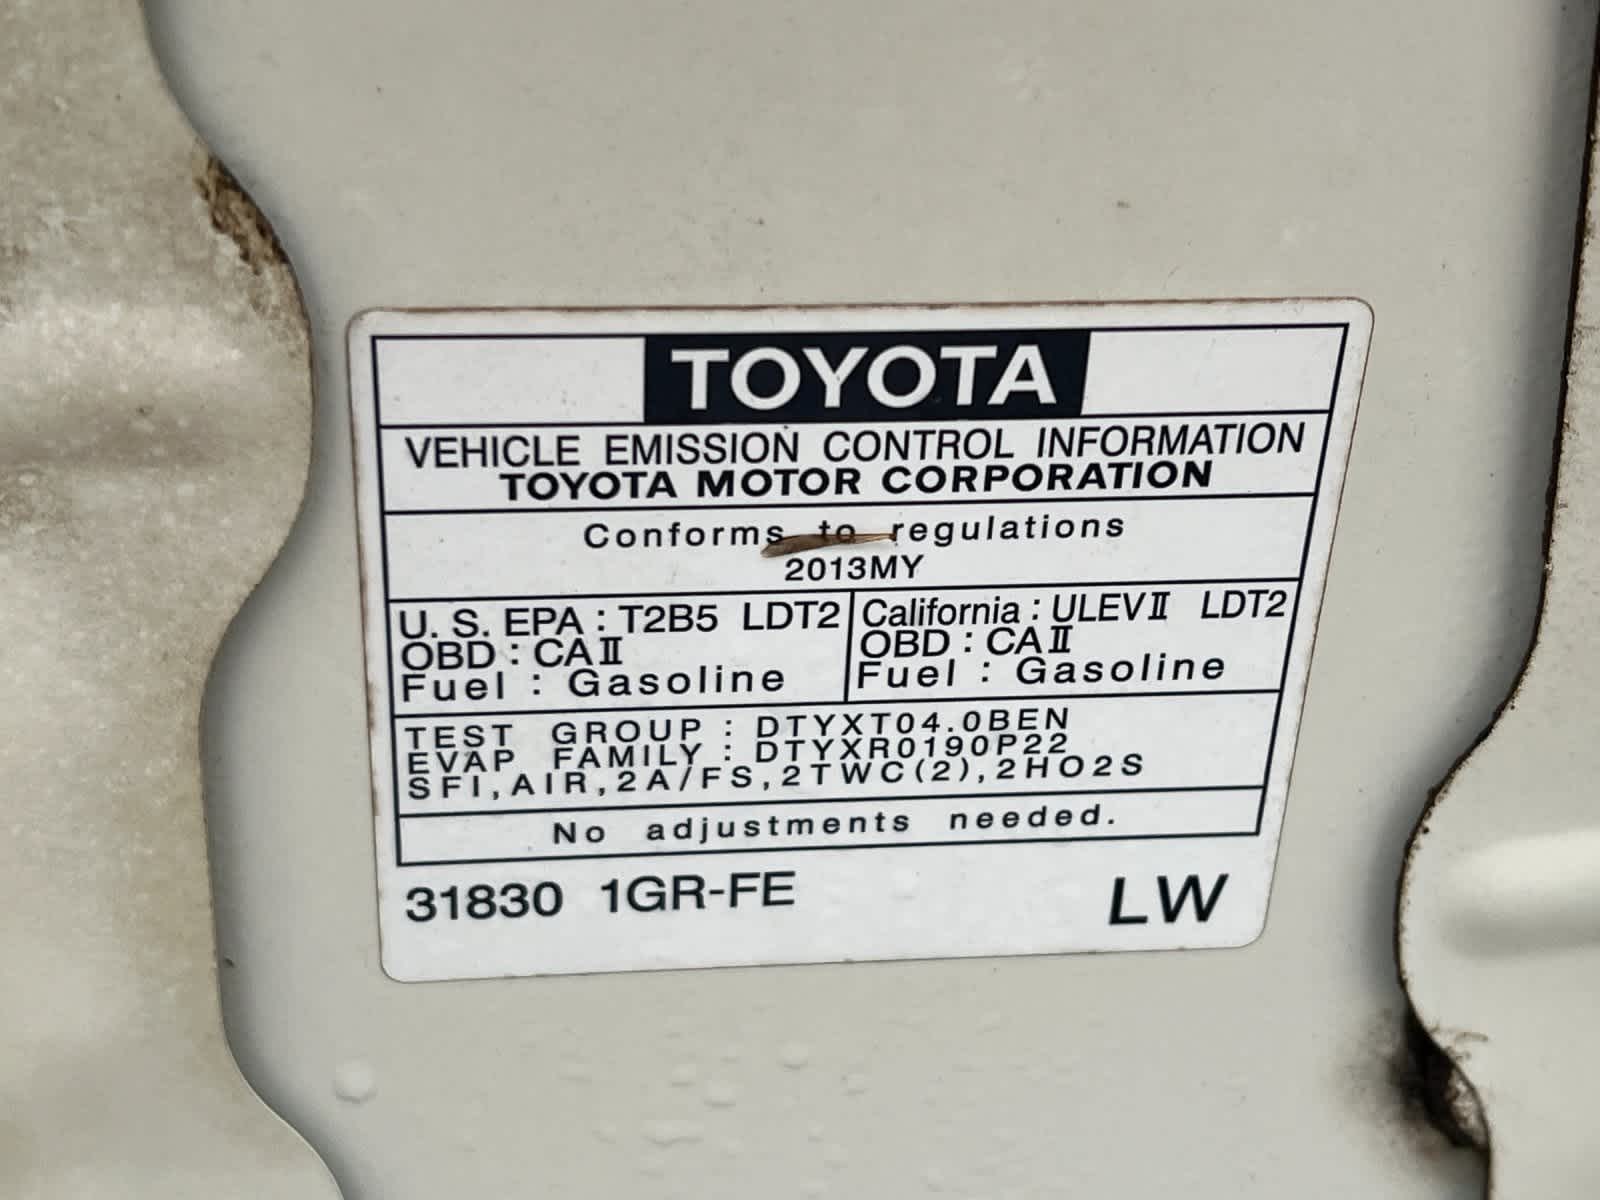 TOYOTA
VEHICLE EMISSION CONTROL INFORMATION
TOYOTA MOTOR CORPORATION
Conforms to regulations
2013MY
U. S. EPA : T2B5 LDT2
OBD : CAⅡ
Fuel : Gasoline
California : ULEVⅡ LDT2
OBD : CAⅡ
Fuel : Gasoline
TEST GROUP : DTYXT04.0BEN
EVAP FAMILY : DTYXR0190P22
SFI,AIR,2A/FS,2TWC(2),2HO2S
No adjustments needed.
31830 1GR-FE LW